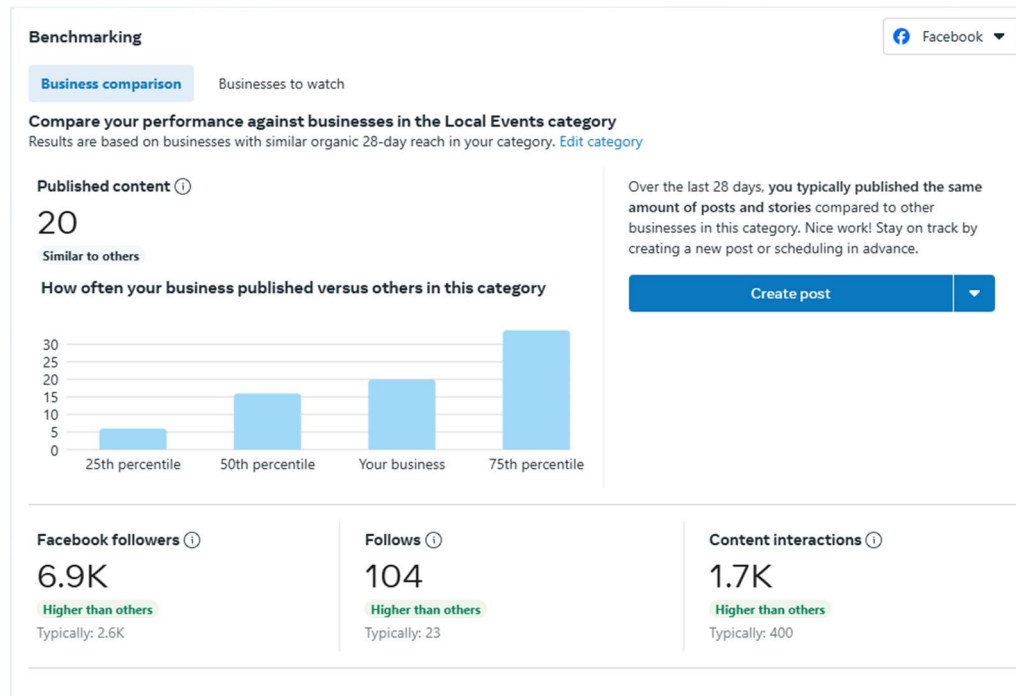 Benchmarking
Facebook
Business comparison
Businesses to watch
Compare your performance against businesses in the Local Events category
Results are based on businesses with similar organic 28-day reach in your category. Edit category
Published content
20
Similar to others
How often your business published versus others in this category
30
25
20
15
10
5
0
25th percentile
50th percentile
Your business
75th percentile
Over the last 28 days, you typically published the same
amount of posts and stories compared to other
businesses in this category. Nice work! Stay on track by
creating a new post or scheduling in advance.
Create post
Facebook followers
6.9K
Higher than others
Typically: 2.6K
Follows
104
Higher than others
Typically: 23
Content interactions
1.7K
Higher than others
Typically: 400